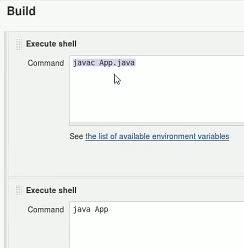 Build
Execute shell
Command
javac App.java
See the list of available environment variables
Execute shell
Command
java App